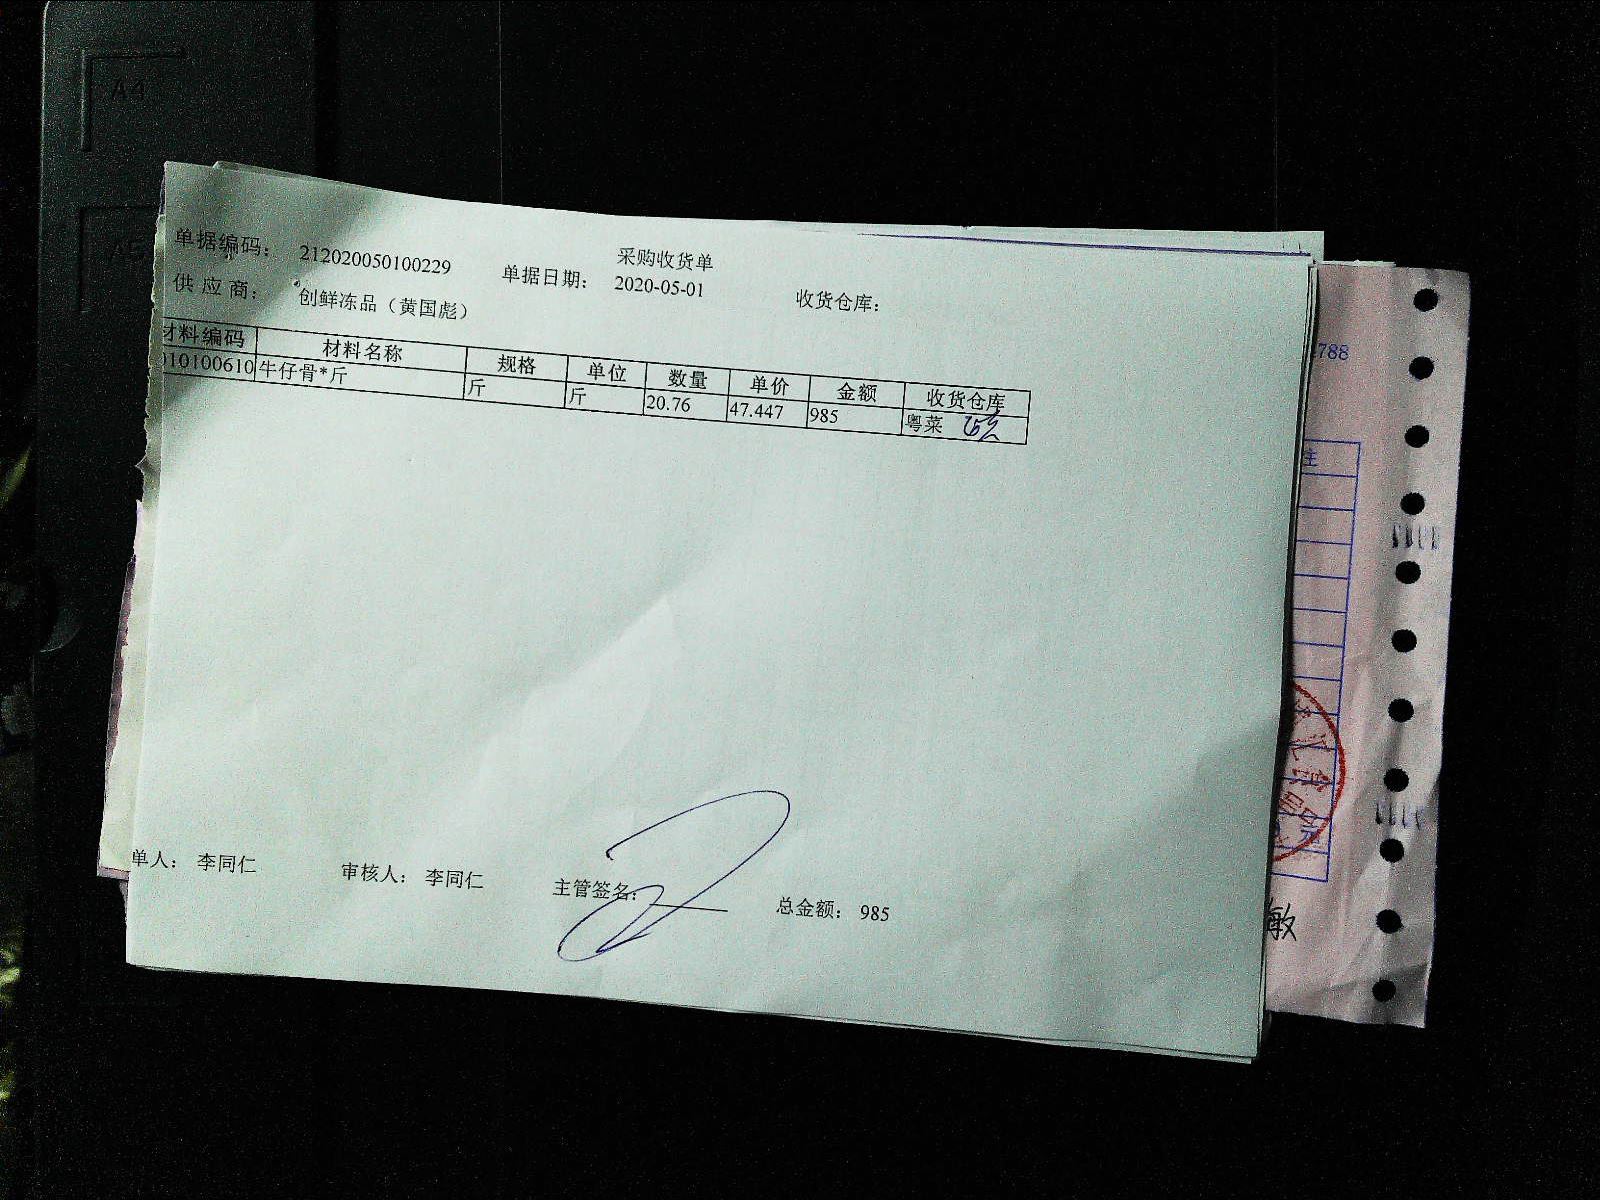 A4
A5
采购收货单
单据编码： 212020050100229 单据日期： 2020-05-01 收货仓库：
供 应 商： 创鲜冻品（黄国彪）
材料编码 材料名称 规格 单位 数量 单价 金额 收货仓库
010100610 牛仔骨*斤 斤 斤 20.76 47.447 985 粤菜
单人： 李同仁 审核人： 李同仁 主管签名： 总金额： 985
788
注
元
敏